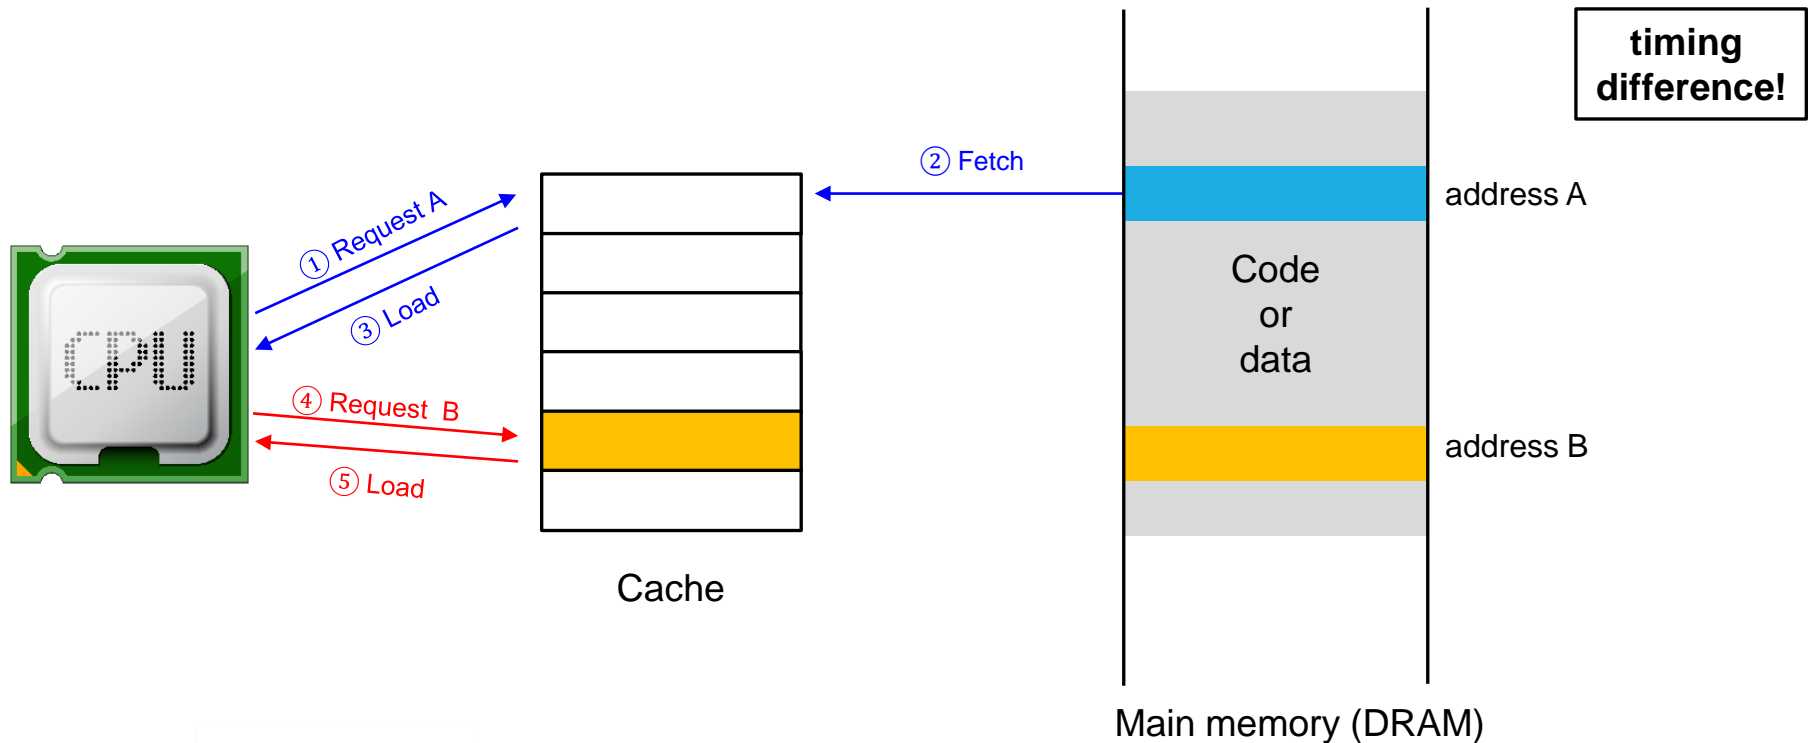 timing
difference!
② Fetch
① Request A
address A
Code
or
data
③ Load
CPU
④ Request B
address B
⑤ Load
Cache
Main memory (DRAM)